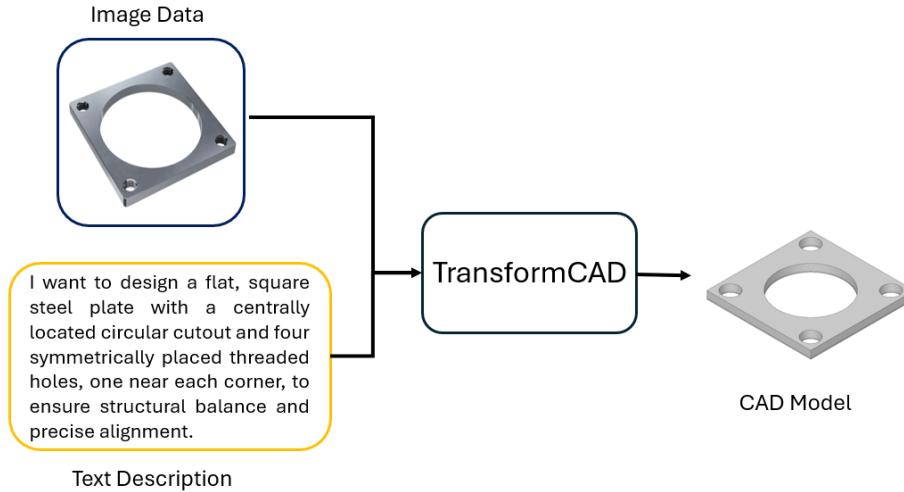 Image Data
I want to design a flat, square
steel plate with a centrally
located circular cutout and four
symmetrically placed threaded
holes, one near each corner, to
ensure structural balance and
precise alignment.
Text Description
TransformCAD
CAD Model